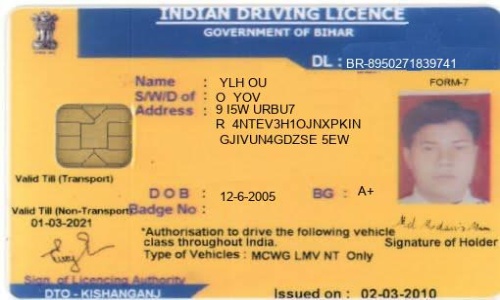 INDIAN DRIVING LICENCE
GOVERNMENT OF BIHAR
DL : BR-8950271839741
Name : YLH OU
FORM-7
S/W/D of : O YOV
Address : 9 I5W URBU7
R 4NTEV3H1OJNXPKIN
GJIVUN4GDZSE 5EW
Valid Till (Transport)
DOB : 12-6-2005 BG : A+
Valid Till (Non-Transport)
Badge No :
01-03-2021
*Authorisation to drive the following vehicle
class throughout India.
Signature of Holder
Type of Vehicles : MCWG LMV NT Only
Sign. of Licencing Authority
DTO - KISHANGANJ
Issued on : 02-03-2010